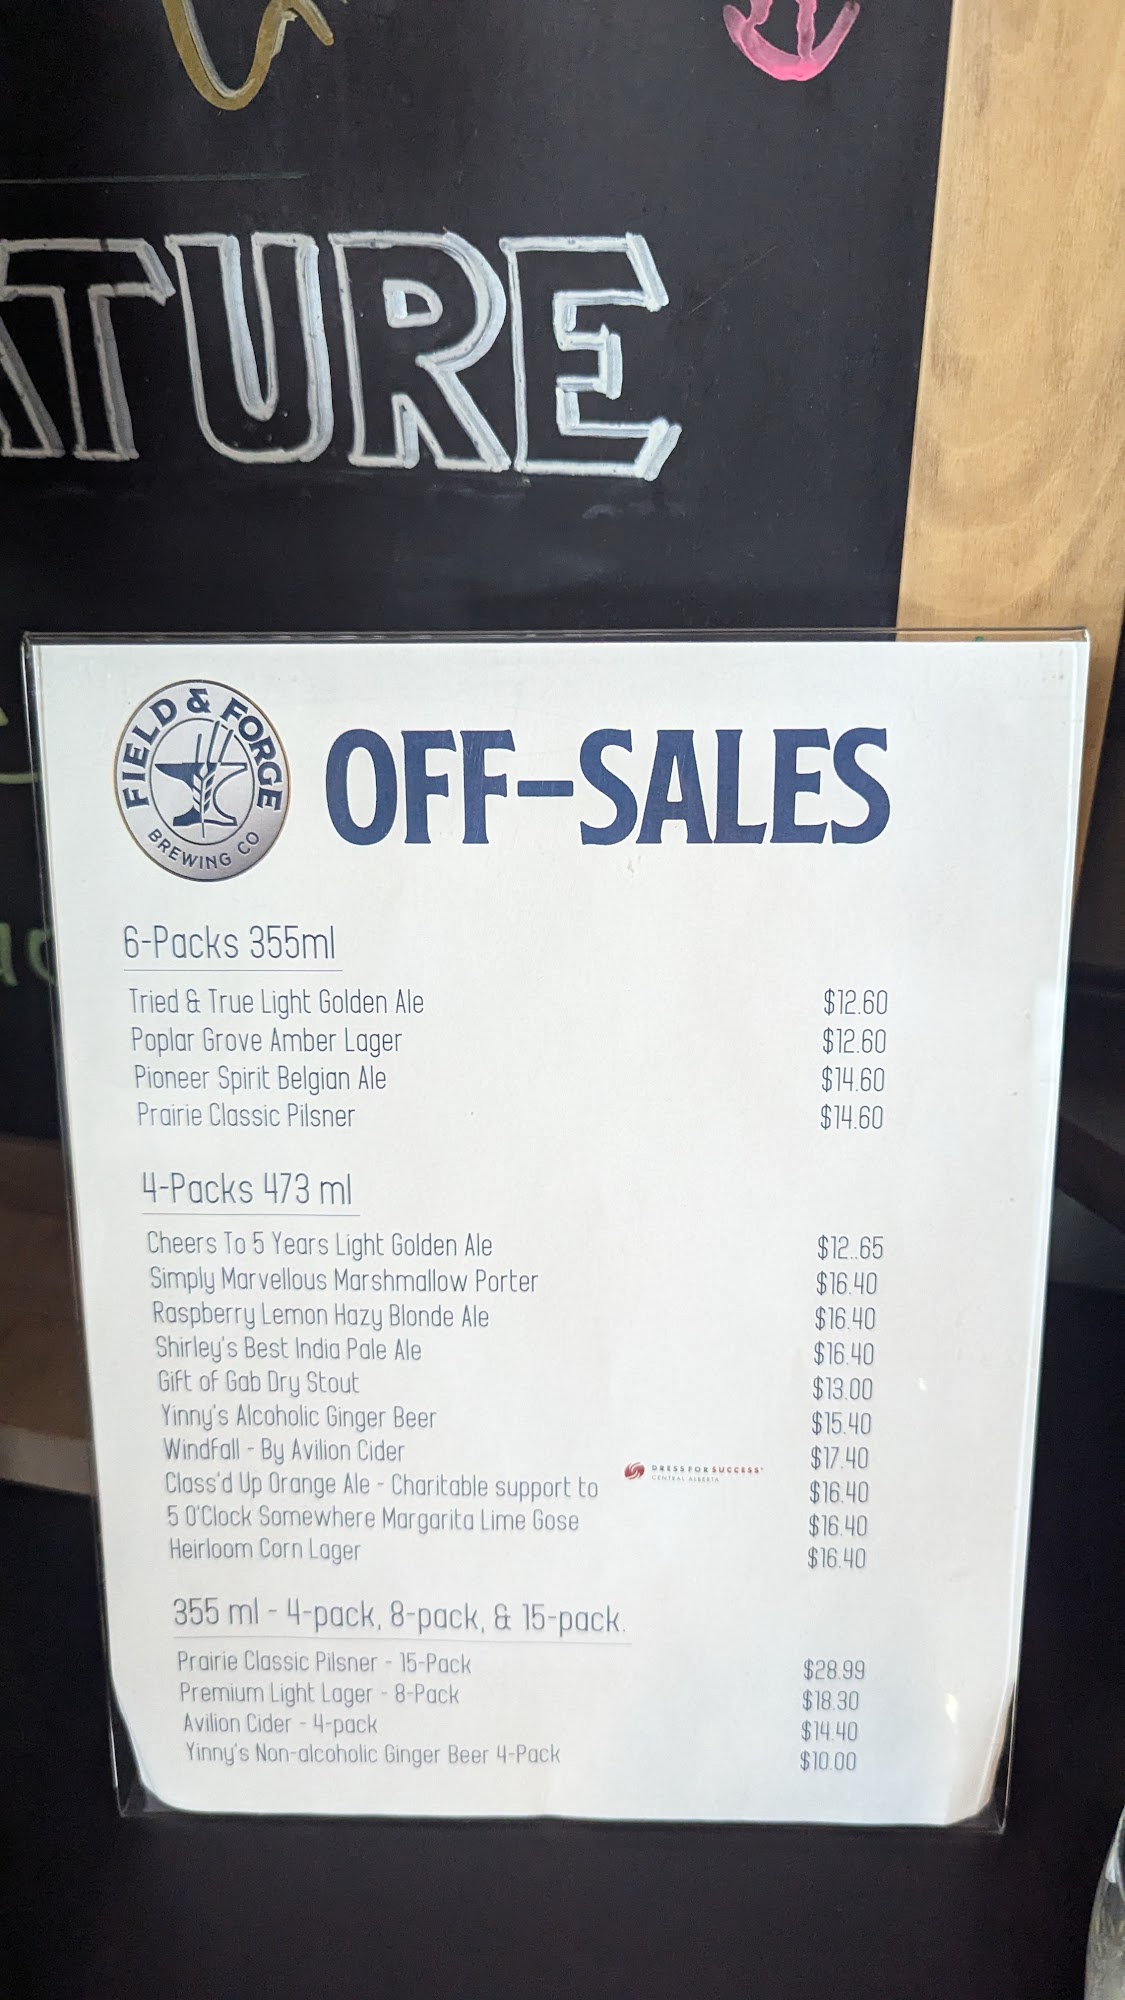 ATURE
FIELD & FORGE
BREWING CO
OFF-SALES
6-Packs 355ml
Tried & True Light Golden Ale $12.60
Poplar Grove Amber Lager $12.60
Pioneer Spirit Belgian Ale $14.60
Prairie Classic Pilsner $14.60
4-Packs 473 ml
Cheers To 5 Years Light Golden Ale $12..65
Simply Marvellous Marshmallow Porter $16.40
Raspberry Lemon Hazy Blonde Ale $16.40
Shirley's Best India Pale Ale $16.40
Gift of Gab Dry Stout $13.00
Yinny's Alcoholic Ginger Beer $15.40
Windfall - By Avilion Cider $17.40
Class'd Up Orange Ale - Charitable support to DRESS FOR SUCCESS® $16.40
CENTRAL ALBERTA
5 O'Clock Somewhere Margarita Lime Gose $16.40
Heirloom Corn Lager $16.40
355 ml - 4-pack, 8-pack, & 15-pack.
Prairie Classic Pilsner - 15-Pack $28.99
Premium Light Lager - 8-Pack $18.30
Avilion Cider - 4-pack $14.40
Yinny's Non-alcoholic Ginger Beer 4-Pack $10.00